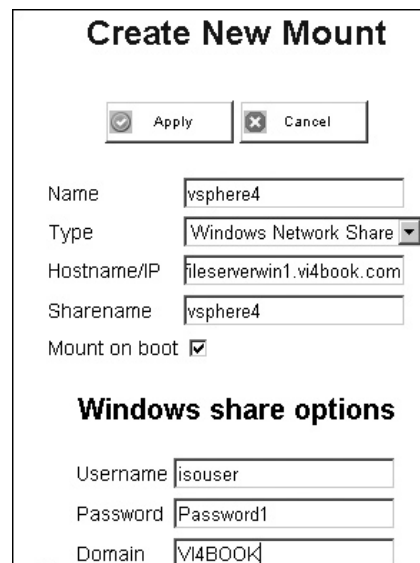 Create New Mount
Apply Cancel
Name vsphere4
Type Windows Network Share
Hostname/IP fileserverwin1.vi4book.com
Sharename vsphere4
Mount on boot
Windows share options
Username isouser
Password Password1
Domain VI4BOOK